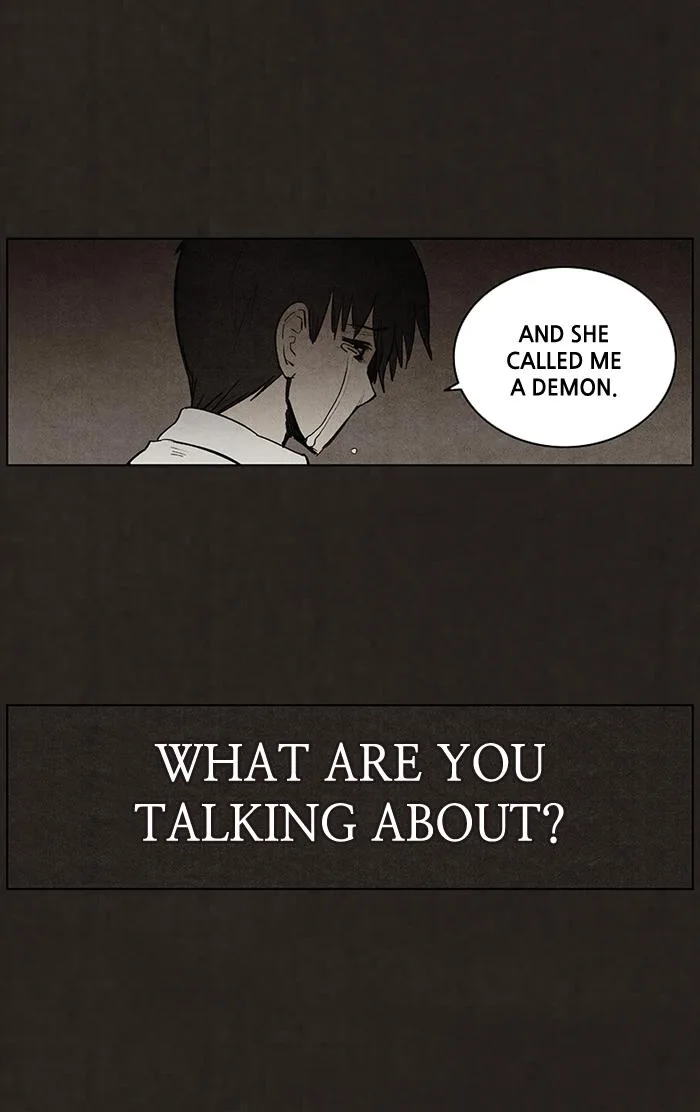 AND SHE
CALLED ME
A DEMON.
WHAT ARE YOU
TALKING ABOUT?